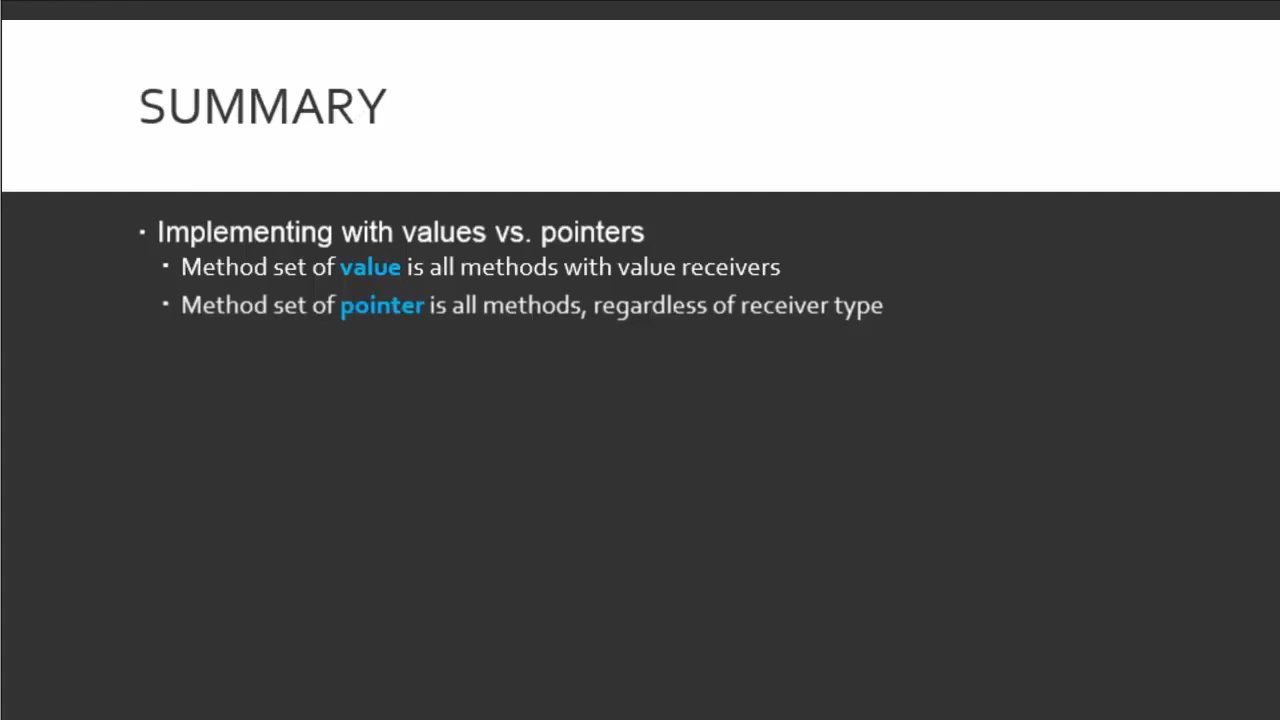 SUMMARY
· Implementing with values vs. pointers
· Method set of value is all methods with value receivers
· Method set of pointer is all methods, regardless of receiver type